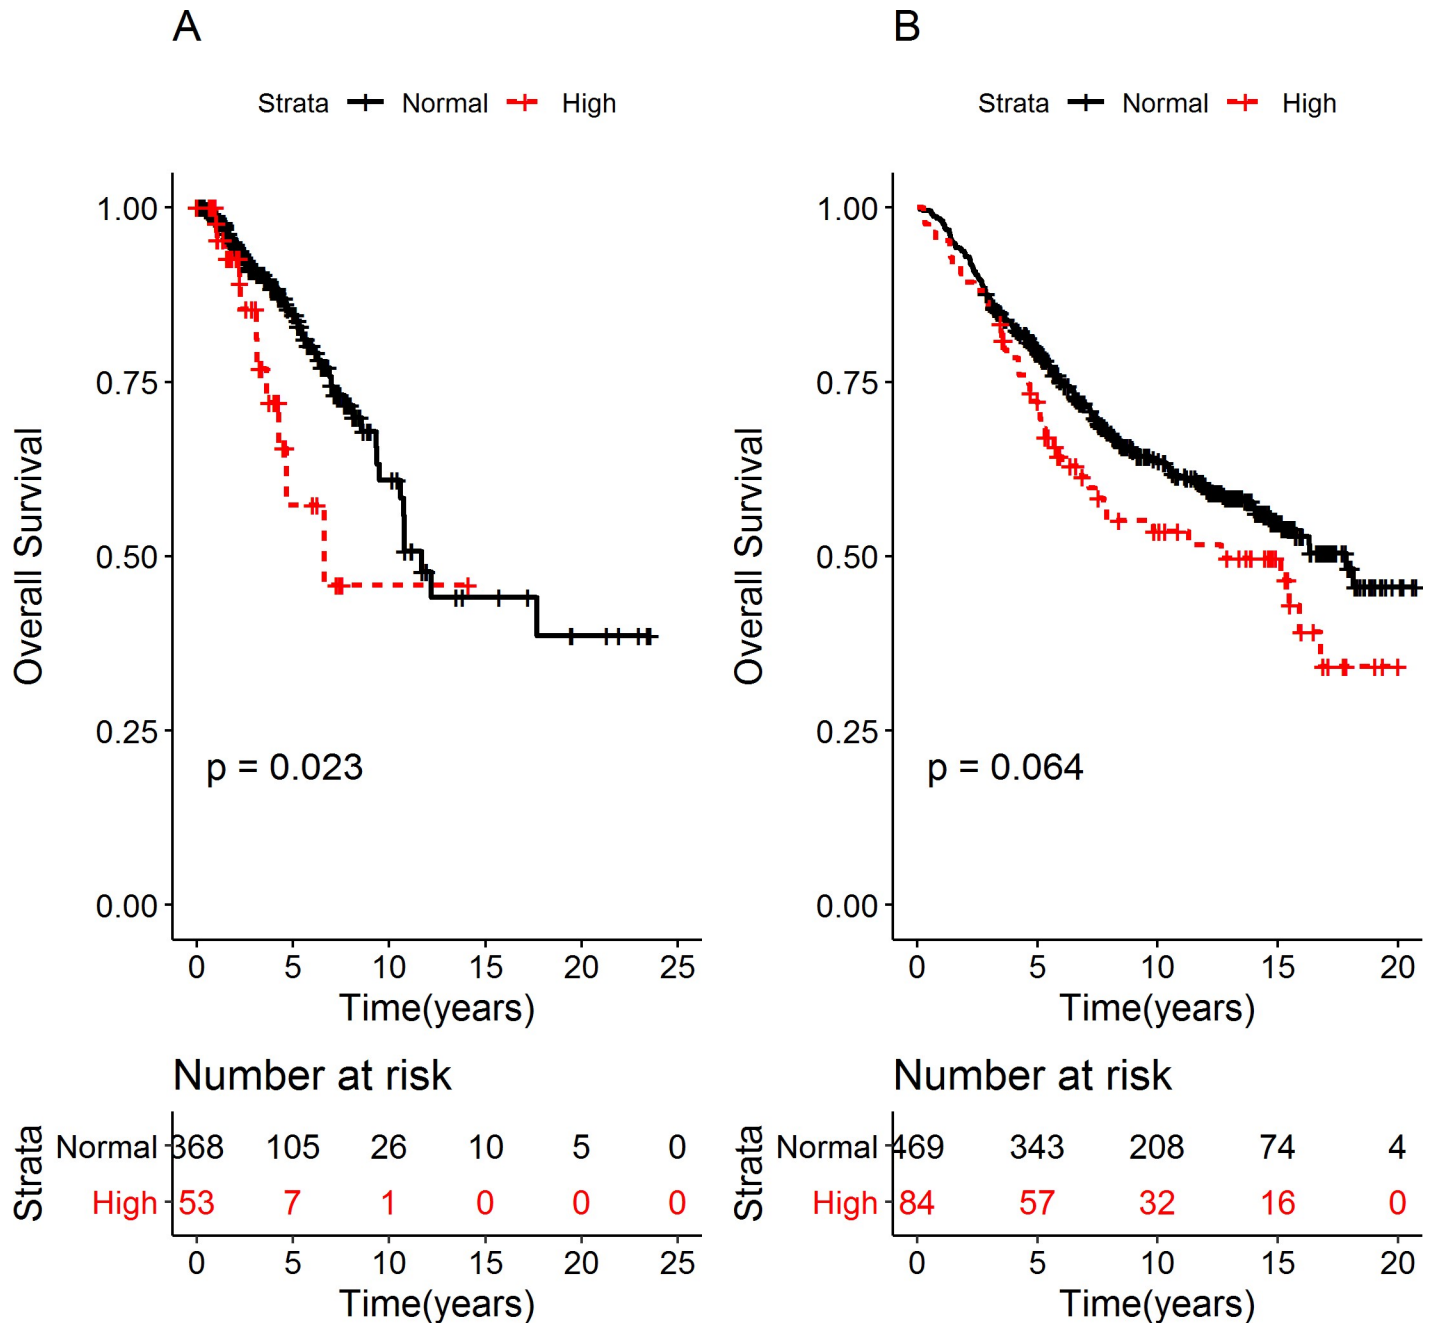 A
Strata Normal High
Overall Survival
1.00
0.75
0.50
0.25
0.00
p = 0.023
0 5 10 15 20 25
Time(years)
Number at risk
Strata
Normal 368 105 26 10 5 0
High 53 7 1 0 0 0
0 5 10 15 20 25
Time(years)
B
Strata Normal High
Overall Survival
1.00
0.75
0.50
0.25
0.00
p = 0.064
0 5 10 15 20
Time(years)
Number at risk
Strata
Normal 469 343 208 74 4
High 84 57 32 16 0
0 5 10 15 20
Time(years)